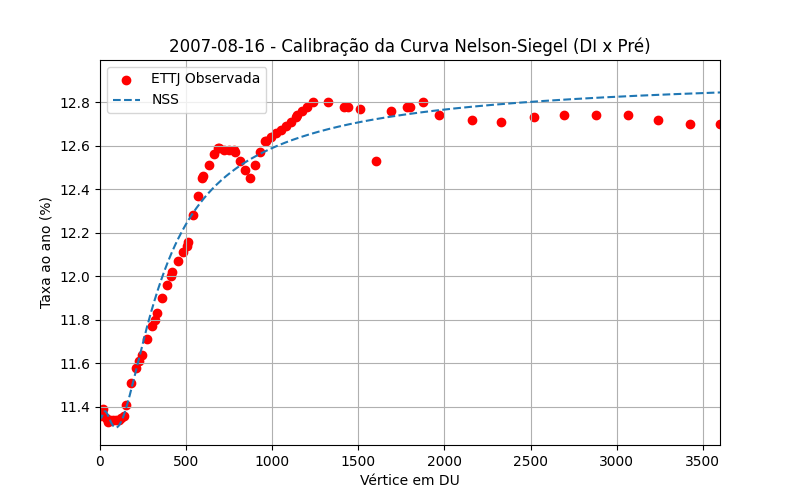 2007-08-16 - Calibração da Curva Nelson-Siegel (DI x Pré)
ETTJ Observada
NSS
Taxa ao ano (%)
12.8
12.6
12.4
12.2
12.0
11.8
11.6
11.4
0 500 1000 1500 2000 2500 3000 3500
Vértice em DU